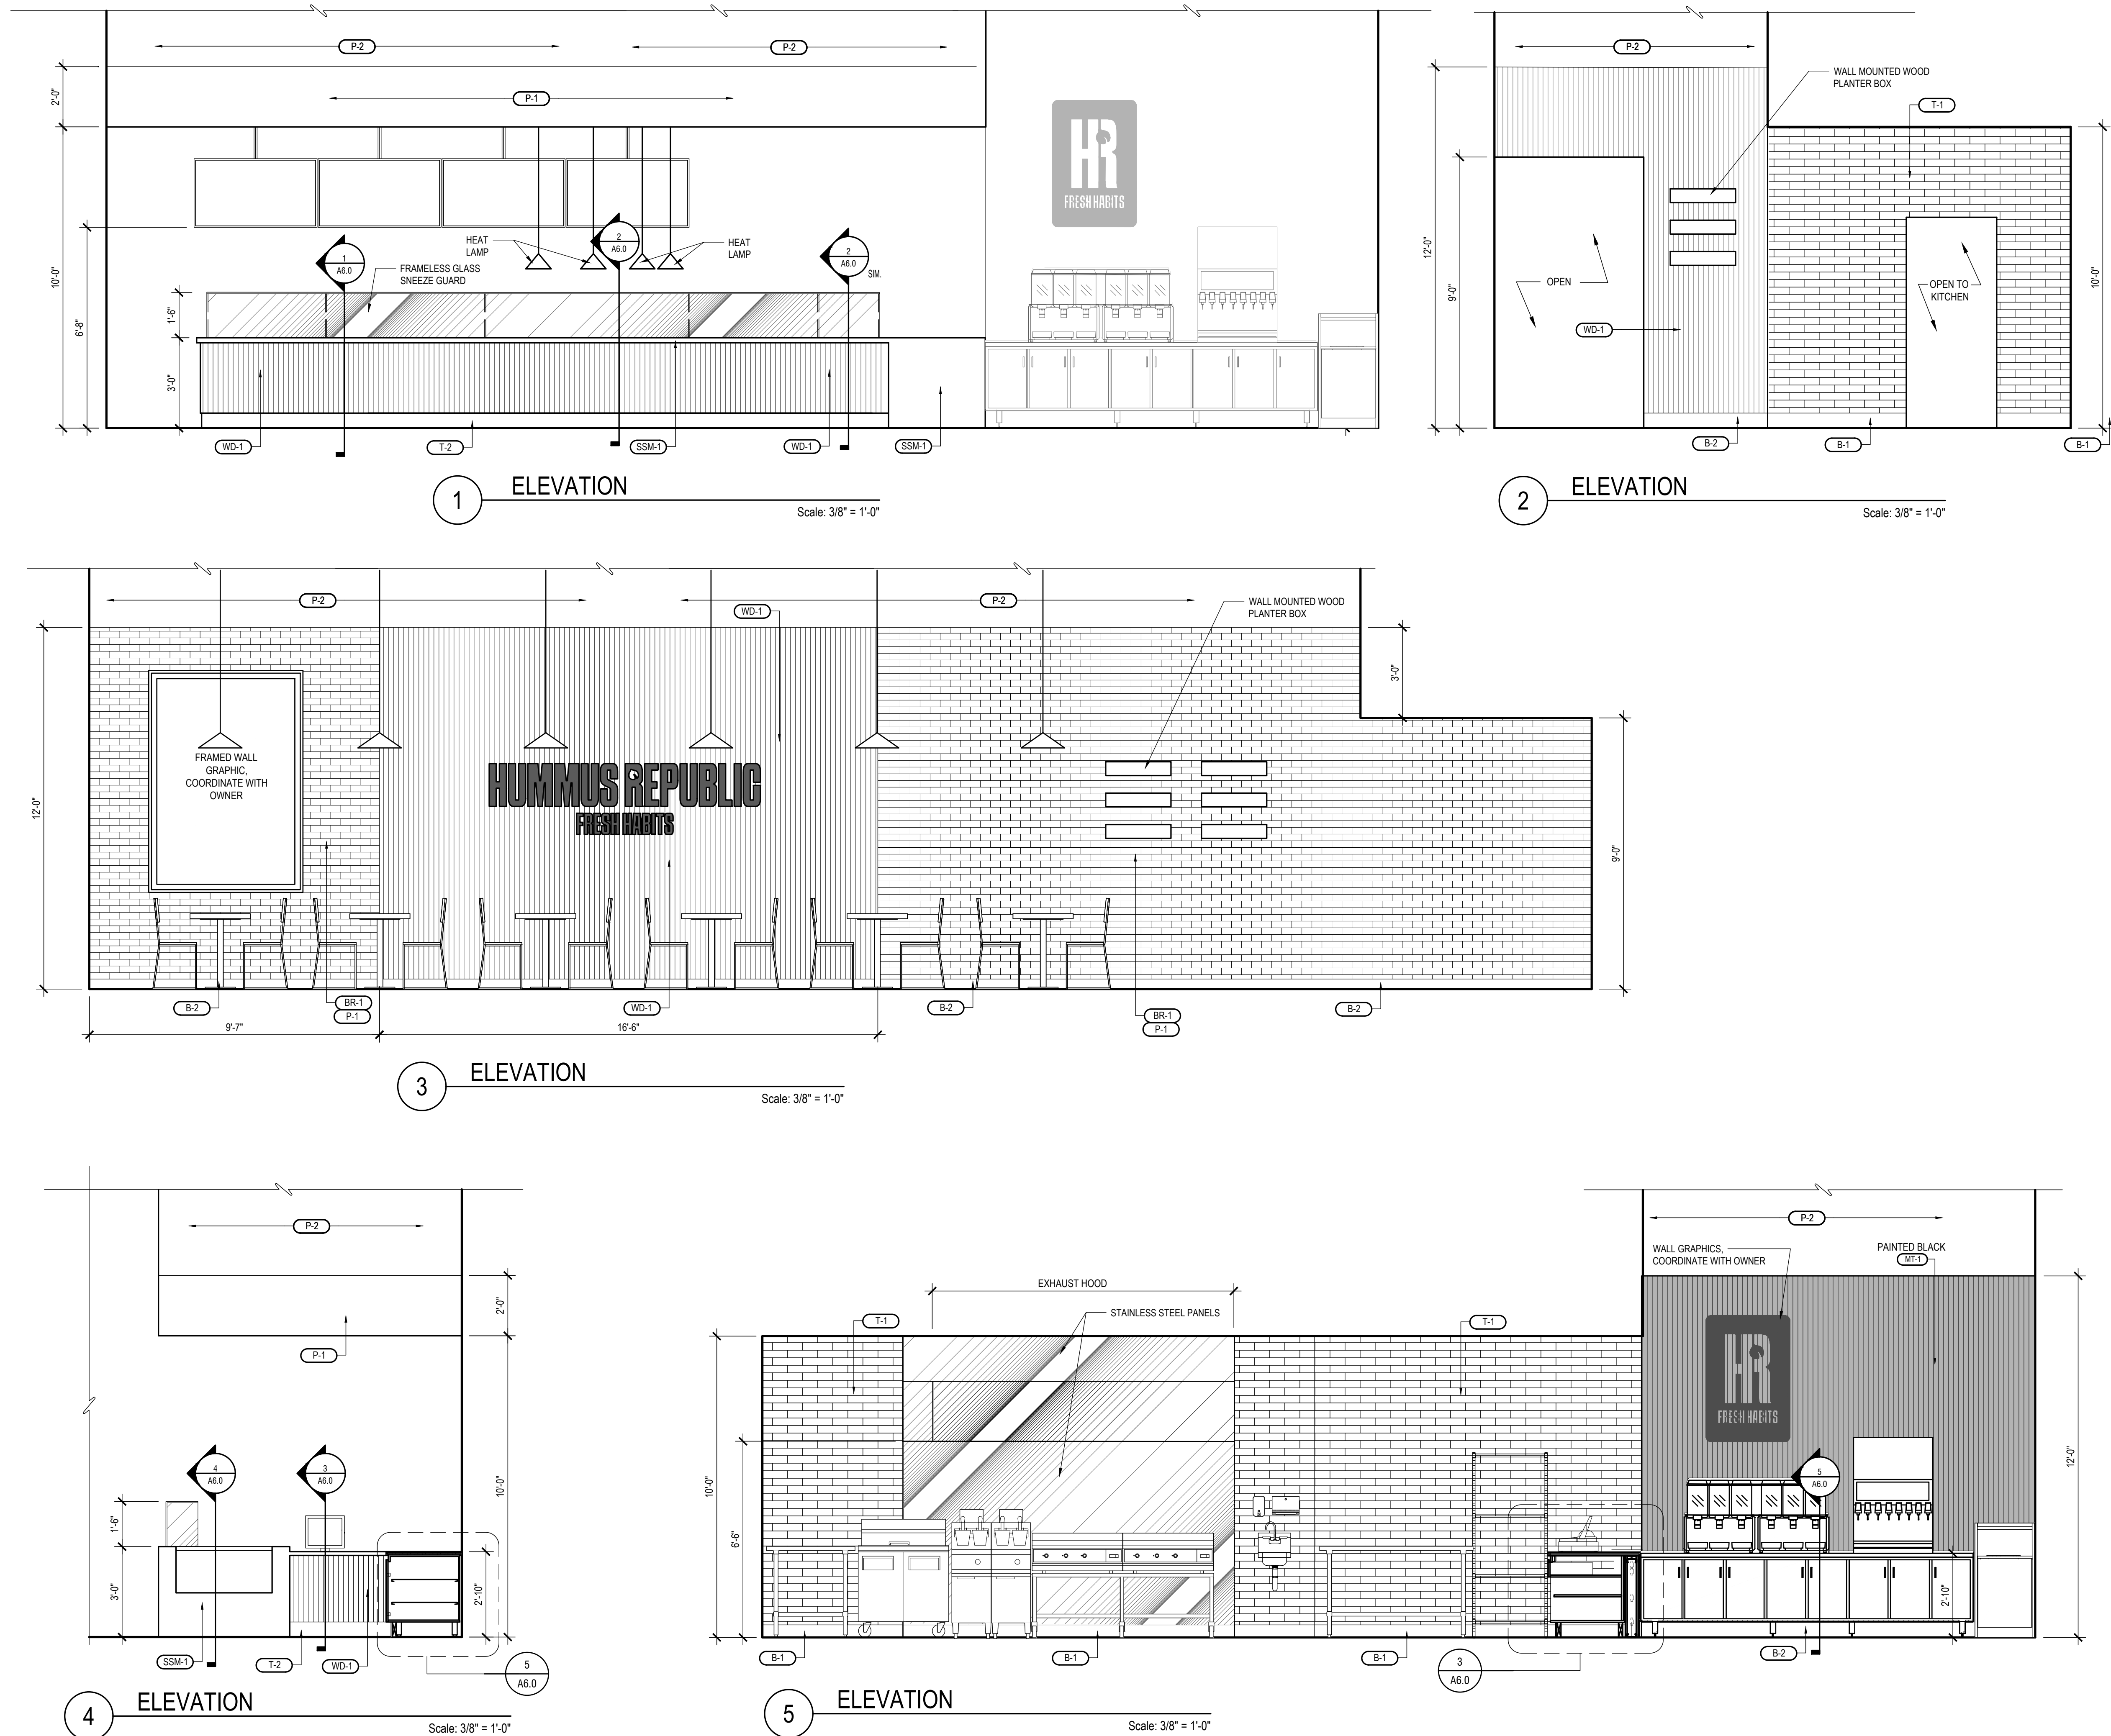 P-2
P-2
2'-0"
P-1
HR
FRESH HABITS
10'-0"
6'-8"
HEAT
LAMP
1
A6.0
FRAMELESS GLASS
SNEEZE GUARD
2
A6.0
HEAT
LAMP
2
A6.0
SIM.
1'-6"
3'-0"
WD-1
T-2
SSM-1
WD-1
SSM-1
1
ELEVATION
Scale: 3/8" = 1'-0"
P-2
WALL MOUNTED WOOD
PLANTER BOX
T-1
12'-0"
9'-0"
10'-0"
OPEN
OPEN TO
KITCHEN
WD-1
B-2
B-1
B-1
2
ELEVATION
Scale: 3/8" = 1'-0"
P-2
WD-1
P-2
WALL MOUNTED WOOD
PLANTER BOX
3'-0"
FRAMED WALL
GRAPHIC,
COORDINATE WITH
OWNER
HUMMUS REPUBLIC
FRESH HABITS
12'-0"
9'-0"
B-2
BR-1
P-1
WD-1
B-2
BR-1
P-1
B-2
9'-7"
16'-6"
3
ELEVATION
Scale: 3/8" = 1'-0"
P-2
2'-0"
P-1
10'-0"
4
A6.0
3
A6.0
1'-6"
3'-0"
2'-10"
SSM-1
T-2
WD-1
5
A6.0
4
ELEVATION
Scale: 3/8" = 1'-0"
P-2
WALL GRAPHICS,
COORDINATE WITH OWNER
PAINTED BLACK
MT-1
EXHAUST HOOD
STAINLESS STEEL PANELS
T-1
T-1
HR
FRESH HABITS
10'-0"
6'-6"
12'-0"
5
A6.0
2'-10"
B-1
B-1
B-1
3
A6.0
B-2
5
ELEVATION
Scale: 3/8" = 1'-0"